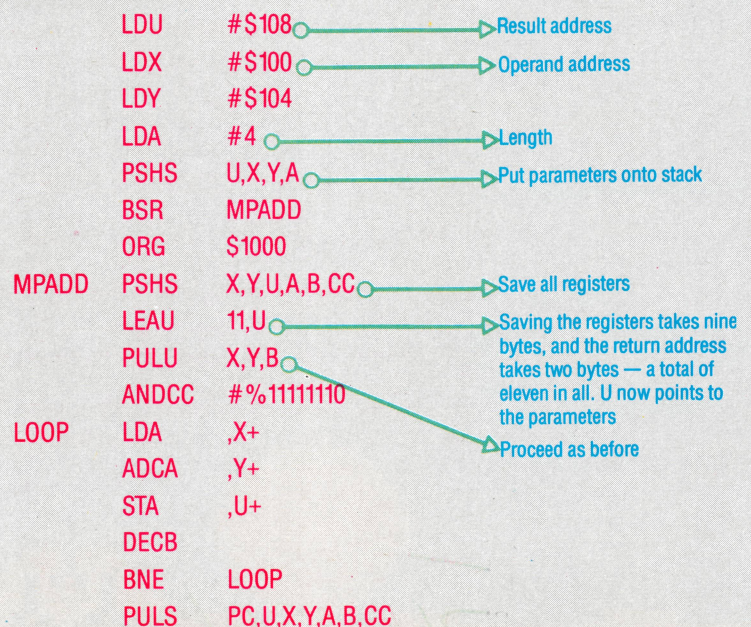 LDU #$108 Result address
LDX #$100 Operand address
LDY #$104
LDA #4 Length
PSHS U,X,Y,A Put parameters onto stack
BSR MPADD
ORG $1000
MPADD PSHS X,Y,U,A,B,CC Save all registers
LEAU 11,U Saving the registers takes nine
bytes, and the return address
PULU X,Y,B takes two bytes — a total of
ANDCC #%11111110 eleven in all. U now points to
the parameters
LOOP LDA ,X+
Proceed as before
ADCA ,Y+
STA ,U+
DECB
BNE LOOP
PULS PC,U,X,Y,A,B,CC